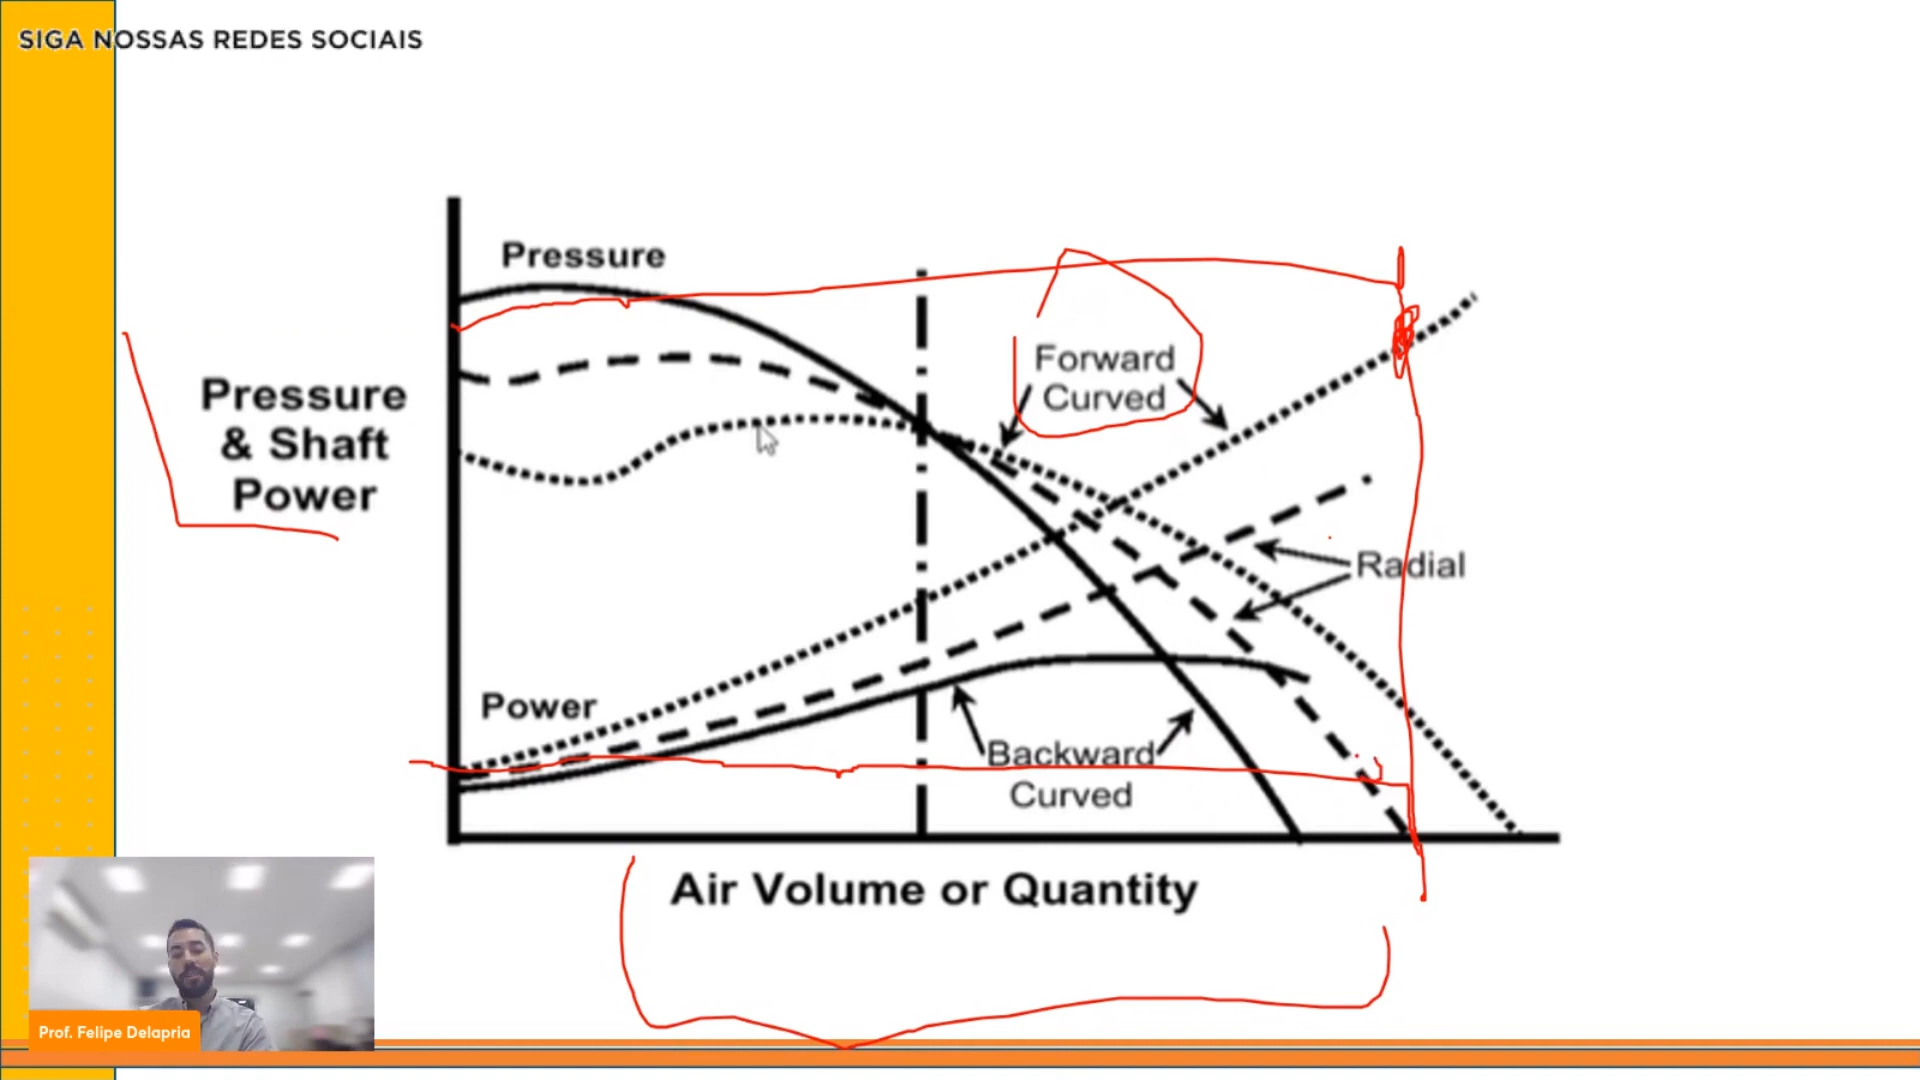 SIGA NOSSAS REDES SOCIAIS
Pressure
Forward
Curved
Pressure
& Shaft
Power
Radial
Power
Backward
Curved
Air Volume or Quantity
Prof. Felipe Delapria